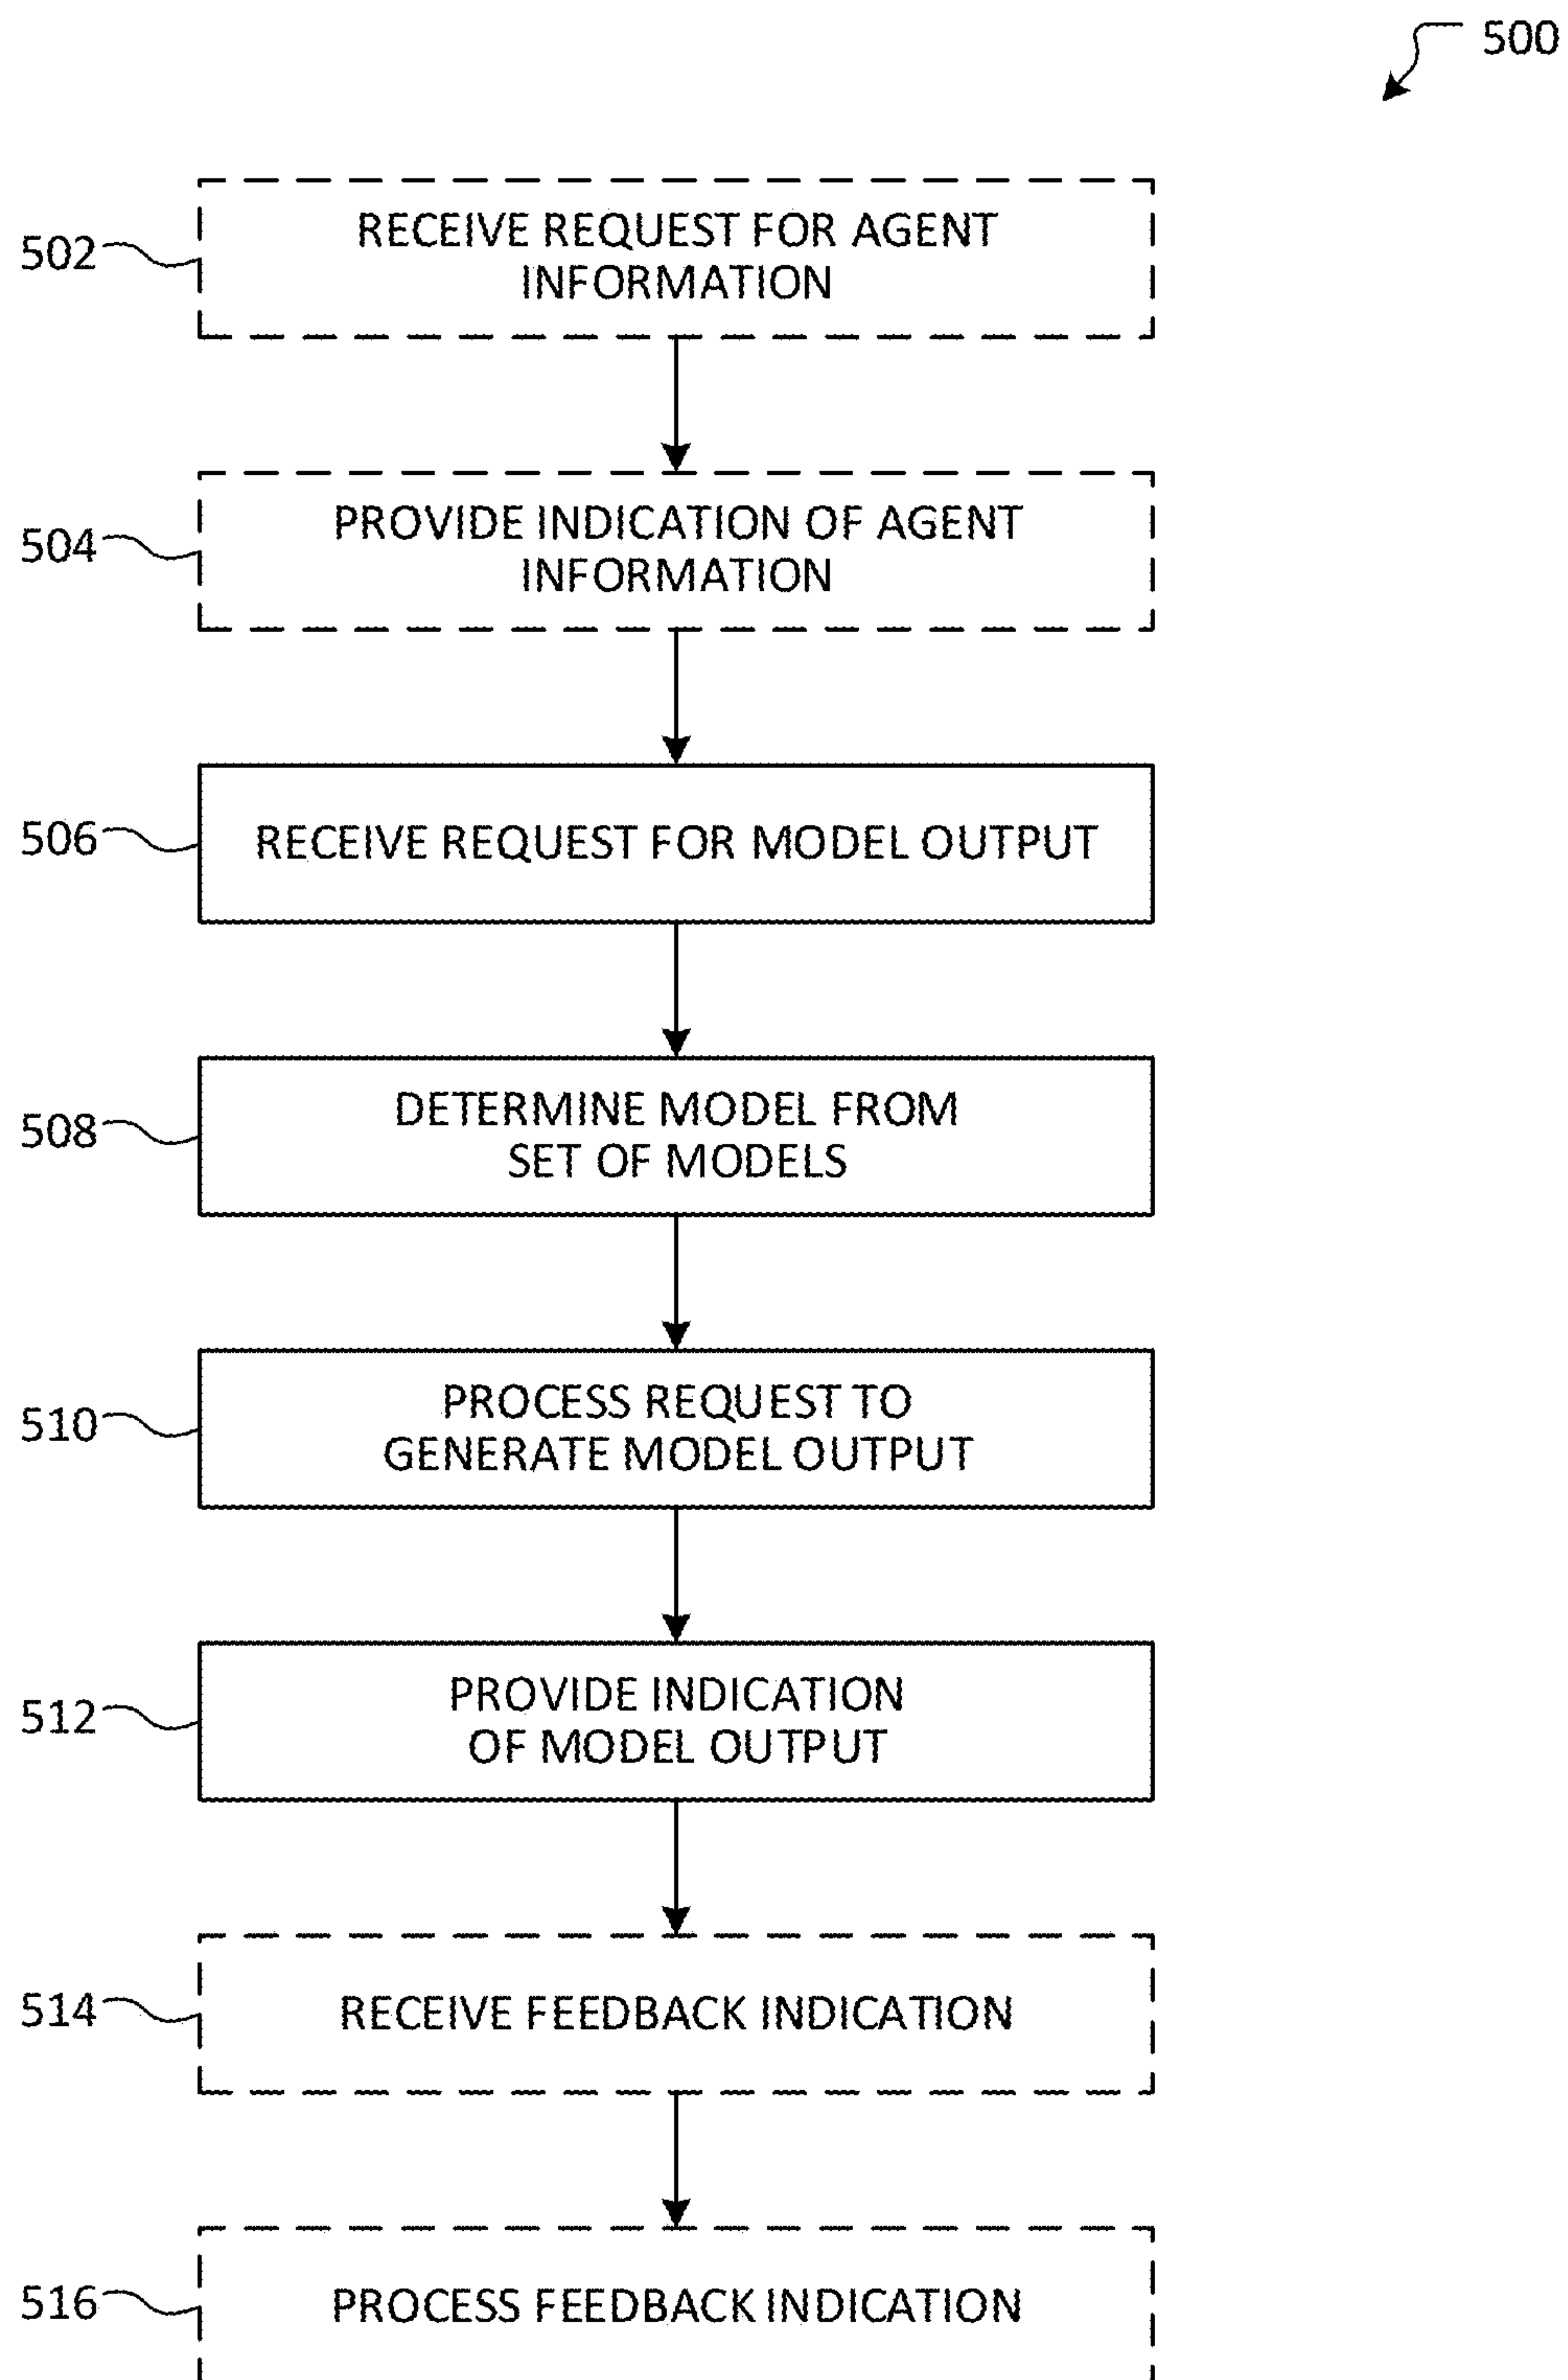 500
502
RECEIVE REQUEST FOR AGENT
INFORMATION
504
PROVIDE INDICATION OF AGENT
INFORMATION
506
RECEIVE REQUEST FOR MODEL OUTPUT
508
DETERMINE MODEL FROM
SET OF MODELS
510
PROCESS REQUEST TO
GENERATE MODEL OUTPUT
512
PROVIDE INDICATION
OF MODEL OUTPUT
514
RECEIVE FEEDBACK INDICATION
516
PROCESS FEEDBACK INDICATION